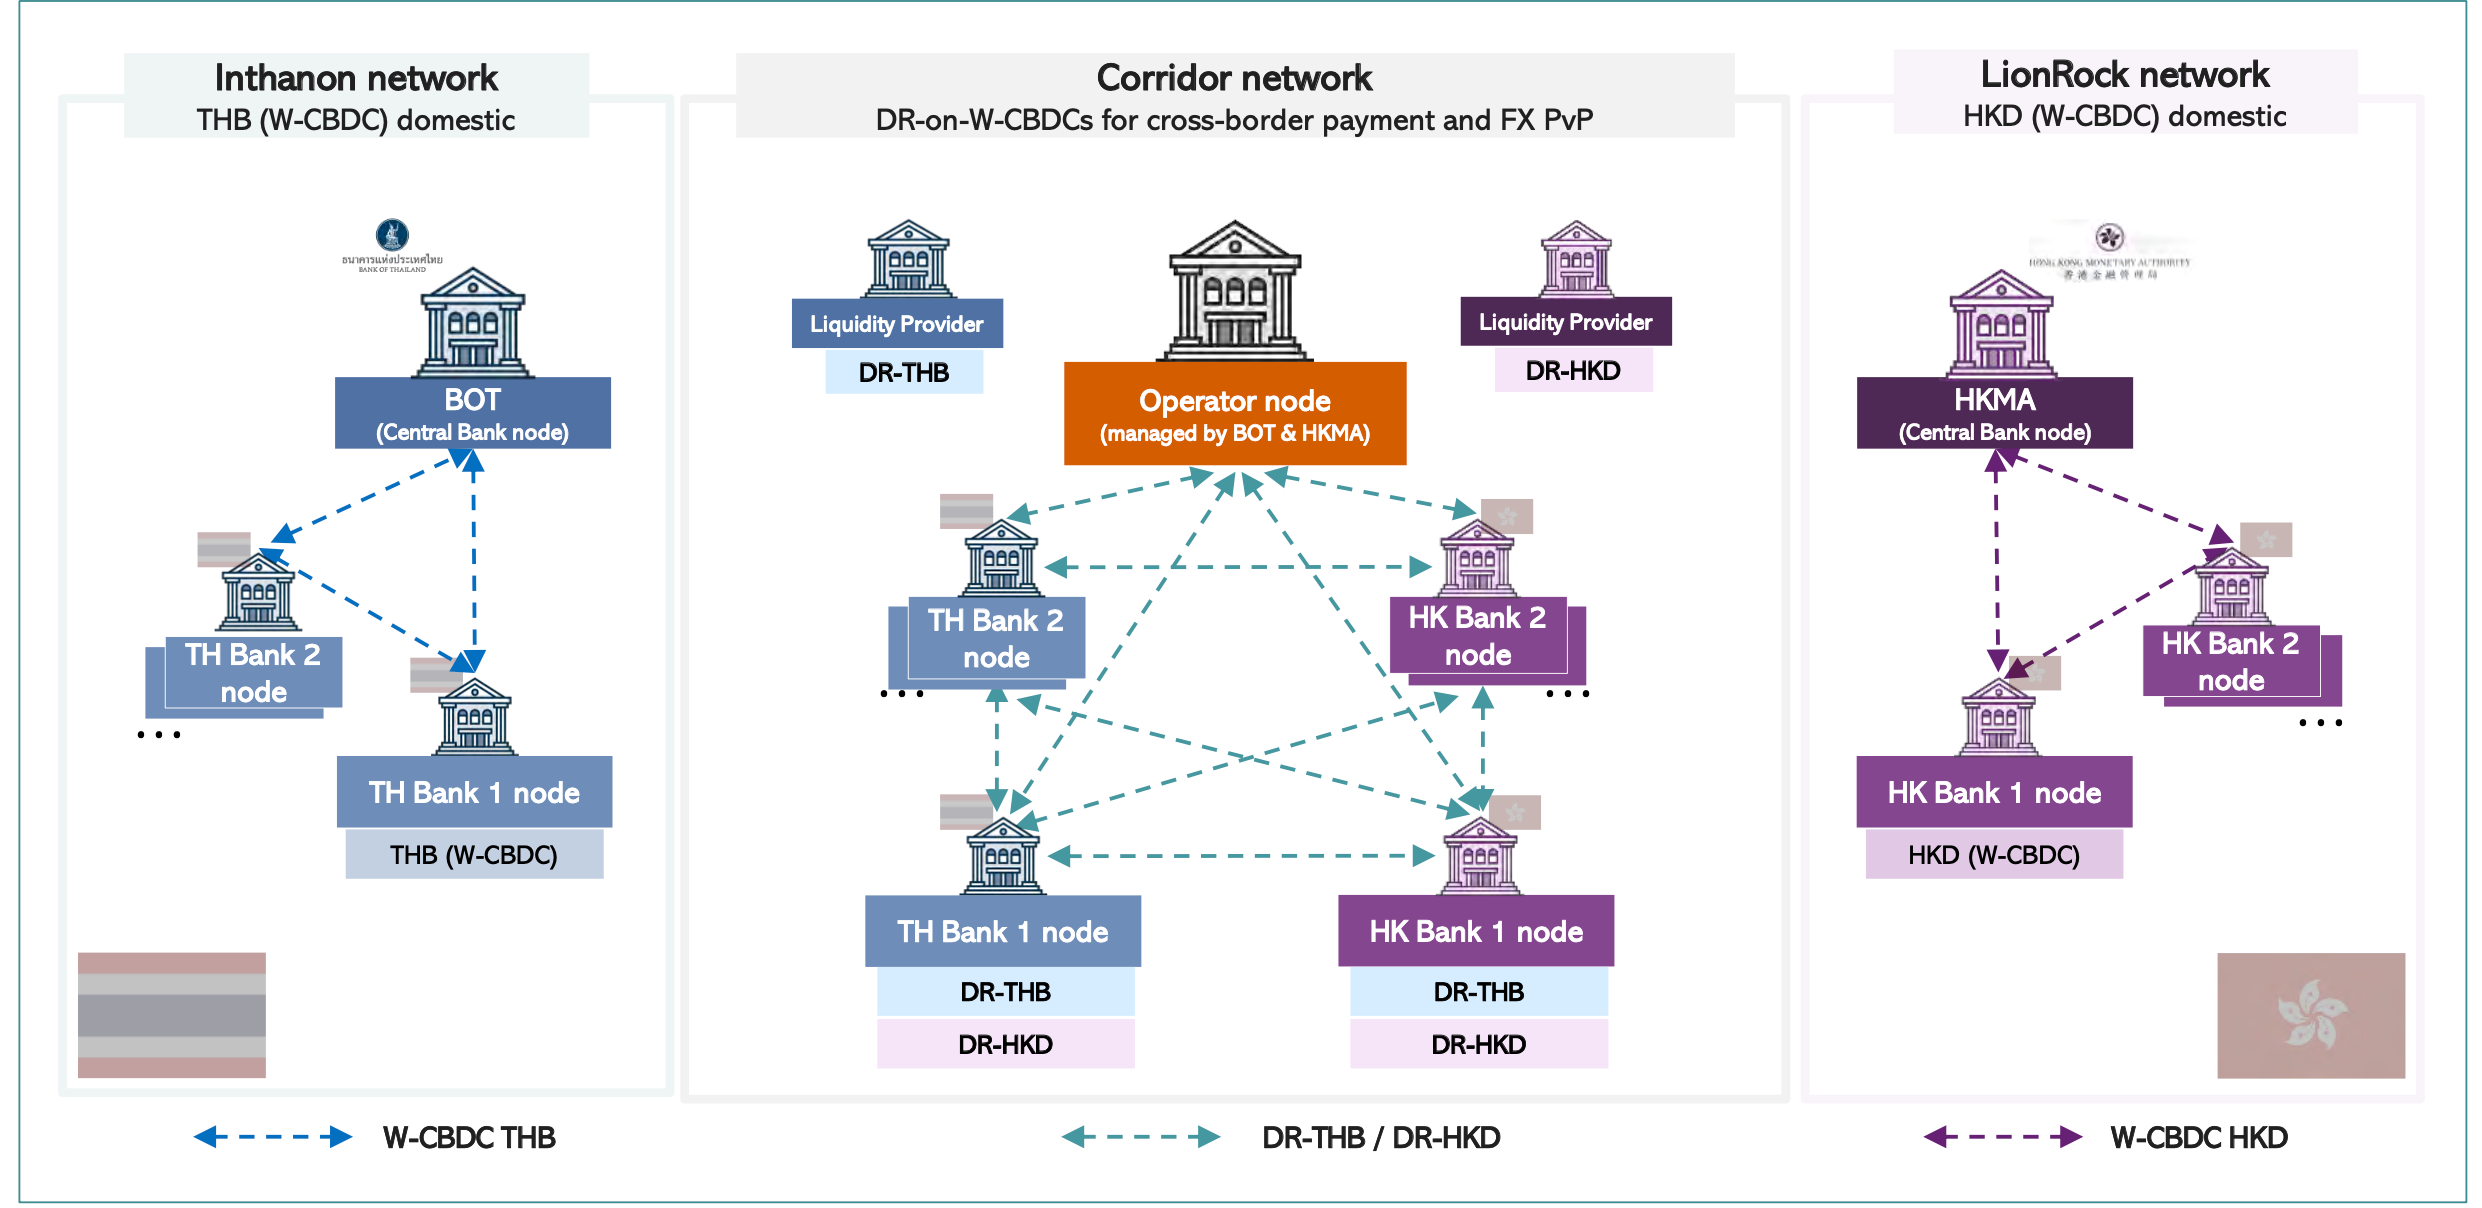 Inthanon network
THB (W-CBDC) domestic
ธนาคารแห่งประเทศไทย
BANK OF THAILAND
BOT
(Central Bank node)
TH Bank 2
node
...
TH Bank 1 node
THB (W-CBDC)
W-CBDC THB
Corridor network
DR-on-W-CBDCs for cross-border payment and FX PvP
Liquidity Provider
DR-THB
Operator node
(managed by BOT & HKMA)
Liquidity Provider
DR-HKD
TH Bank 2
node
...
HK Bank 2
node
...
TH Bank 1 node
DR-THB
DR-HKD
HK Bank 1 node
DR-THB
DR-HKD
DR-THB / DR-HKD
LionRock network
HKD (W-CBDC) domestic
HONG KONG MONETARY AUTHORITY
香港金融管理局
HKMA
(Central Bank node)
HK Bank 2
node
...
HK Bank 1 node
HKD (W-CBDC)
W-CBDC HKD